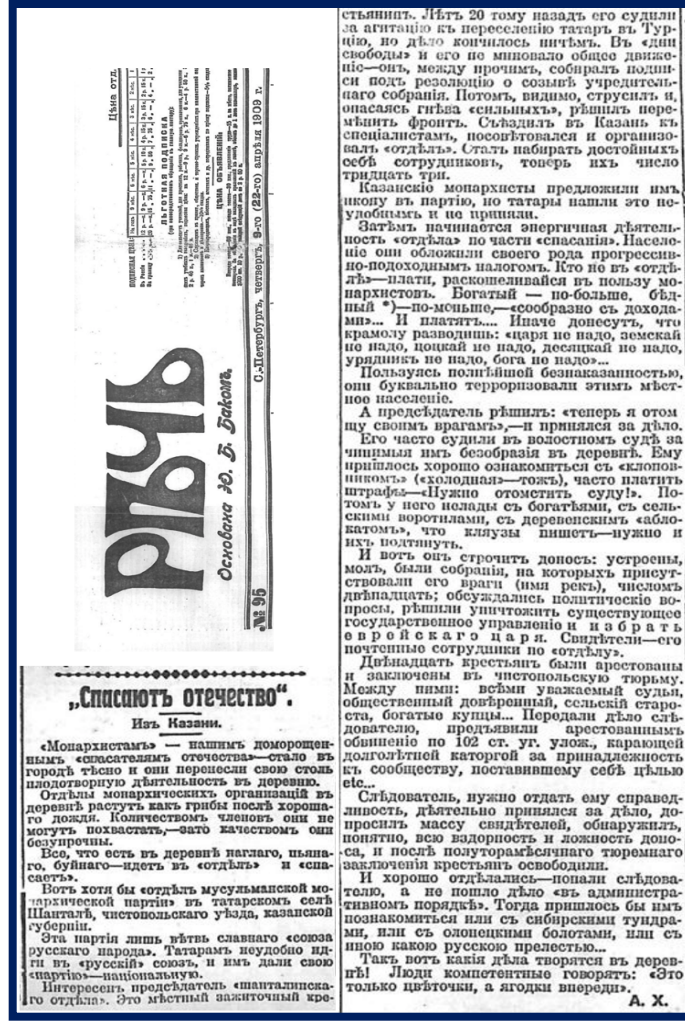 РѢЧЬ
Основана Ю. Б. Бакомъ.
№ 95
С.-Петербургъ, четвергъ, 9-го (22-го) апрѣля 1909 г.
Цѣна отд.
ПОДПИСНАЯ ЦѢНА:
ЛЬГОТНАЯ ПОДПИСКА
ЦѢНА ОБЪЯВЛЕНІЙ:
„Спасаютъ отечество“.
Изъ Казани.
«Монархистамъ» — нашимъ доморощен-
нымъ «спасателямъ отечества»—стало въ
городѣ тѣсно и они перенесли свою столь
плодотворную дѣятельность въ деревню.
Отдѣлы монархическихъ организацій въ
деревнѣ растутъ какъ грибы послѣ хороша-
го дождя. Количествомъ членовъ они не
могутъ похвастать,—зато качествомъ они
безупречны.
Все, что есть въ деревнѣ наглаго, пьяна-
го, буйнаго—идетъ въ «отдѣлъ» и «спа-
саетъ».
Вотъ хотя бы «отдѣлъ мусульманской мо-
нархической партіи» въ татарскомъ селѣ
Шанталѣ, чистопольскаго уѣзда, казанской
губерніи.
Эта партія лишь вѣтвь славнаго «союза
русскаго народа». Татарамъ неудобно ид-
ти въ «русскій» союзъ, и имъ дали свою
«партію»—національную.
Интересенъ предсѣдатель «шанталинска-
го отдѣла». Это мѣстный зажиточный кре-
стьянинъ. Лѣтъ 20 тому назадъ его судили
за агитацію къ переселенію татаръ въ Тур-
цію, но дѣло кончилось ничѣмъ. Въ «дни
свободы» и его не миновало общее движе-
ніе—онъ, между прочимъ, собиралъ подпи-
си подъ резолюціо о созывѣ учредитель-
наго собранія. Потомъ, видимо, струсилъ и,
опасаясь гнѣва «сильныхъ», рѣшилъ пере-
мѣнить фронтъ. Съѣздилъ въ Казань къ
спеціалистамъ, посовѣтовался и организо-
валъ «отдѣлъ». Сталъ набирать достойныхъ
себѣ сотрудниковъ, теперь ихъ число
тридцать три.
Казанскіе монархисты предложили имъ
икону въ партію, но татары нашли это не-
удобнымъ и не приняли.
Затѣмъ начинается энергичная дѣятель-
ность «отдѣла» по части «спасанія». Населе-
ніе они обложили своего рода прогрессив-
но-подоходнымъ налогомъ. Кто не въ «отдѣ-
лѣ»—плати, раскошеливайся въ пользу мо-
нархистовъ. Богатый — по-больше, бѣд-
ный *)—по-меньше,—«сообразно съ дохода-
ми»... И платятъ.... Иначе донесутъ, что
крамолу разводишь: «царя не надо, земскай
не надо, поцкай не надо, десяцкай не надо,
урядникъ не надо, бога не надо»...
Пользуясь полнѣйшей безнаказанностью,
они буквально терроризовали этимъ мѣст-
ное населеніе.
А предсѣдатель рѣшилъ: «теперь я отом
щу своимъ врагамъ»,—и принялся за дѣло.
Его часто судили въ волостномъ судѣ за
чинимыя имъ безобразія въ деревнѣ. Ему
пришлось хорошо ознакомиться съ «клопов-
никомъ» («холодная»—тожъ), часто платить
штрафы—«Нужно отомстить суду!». По-
томъ у него нелады съ богатѣями, съ сель-
скими воротилами, съ деревенскимъ «абло-
катомъ», что кляузы пишетъ—нужно и
ихъ подтянуть.
И вотъ онъ строчитъ доносъ: устроены,
молъ, были собранія, на которыхъ присут-
ствовали его враги (имя рекъ), числомъ
двѣнадцать; обсуждались политическіе во-
просы, рѣшили уничтожить существующее
государственное управленіе и избрать
еврейскаго царя. Свидѣтели—его
почтенные сотрудники по «отдѣлу».
Двѣнадцать крестьянъ были арестованы
и заключены въ чистопольскую тюрьму.
Между ними: всѣми уважаемый судья,
общественный довѣренный, сельскій старо-
ста, богатые купцы... Передали дѣло слѣ-
дователю, предъявили арестованнымъ
обвиненіе по 102 ст. уг. улож., карающей
долголѣтней каторгой за принадлежность
къ сообществу, поставившему себѣ цѣлью
etc...
Слѣдователь, нужно отдать ему справед-
ливость, дѣятельно принялся за дѣло, до-
просилъ массу свидѣтелей, обнаружилъ,
понятно, всю вздорность и ложность доно-
са, и послѣ полуторамѣсячнаго тюремнаго
заключенія крестьянъ освободили.
И хорошо отдѣлались—попали слѣдова-
телю, а не пошло дѣло «въ администра-
тивномъ порядкѣ». Тогда пришлось бы имъ
познакомиться или съ сибирскими тундра-
ми, или съ олонецкими болотами, или съ
иною какою русскою прелестью...
Такъ вотъ какія дѣла творятся въ дерев-
нѣ! Люди компетентные говорятъ: «Это
только цвѣточки, а ягодки впереди».
А. Х.